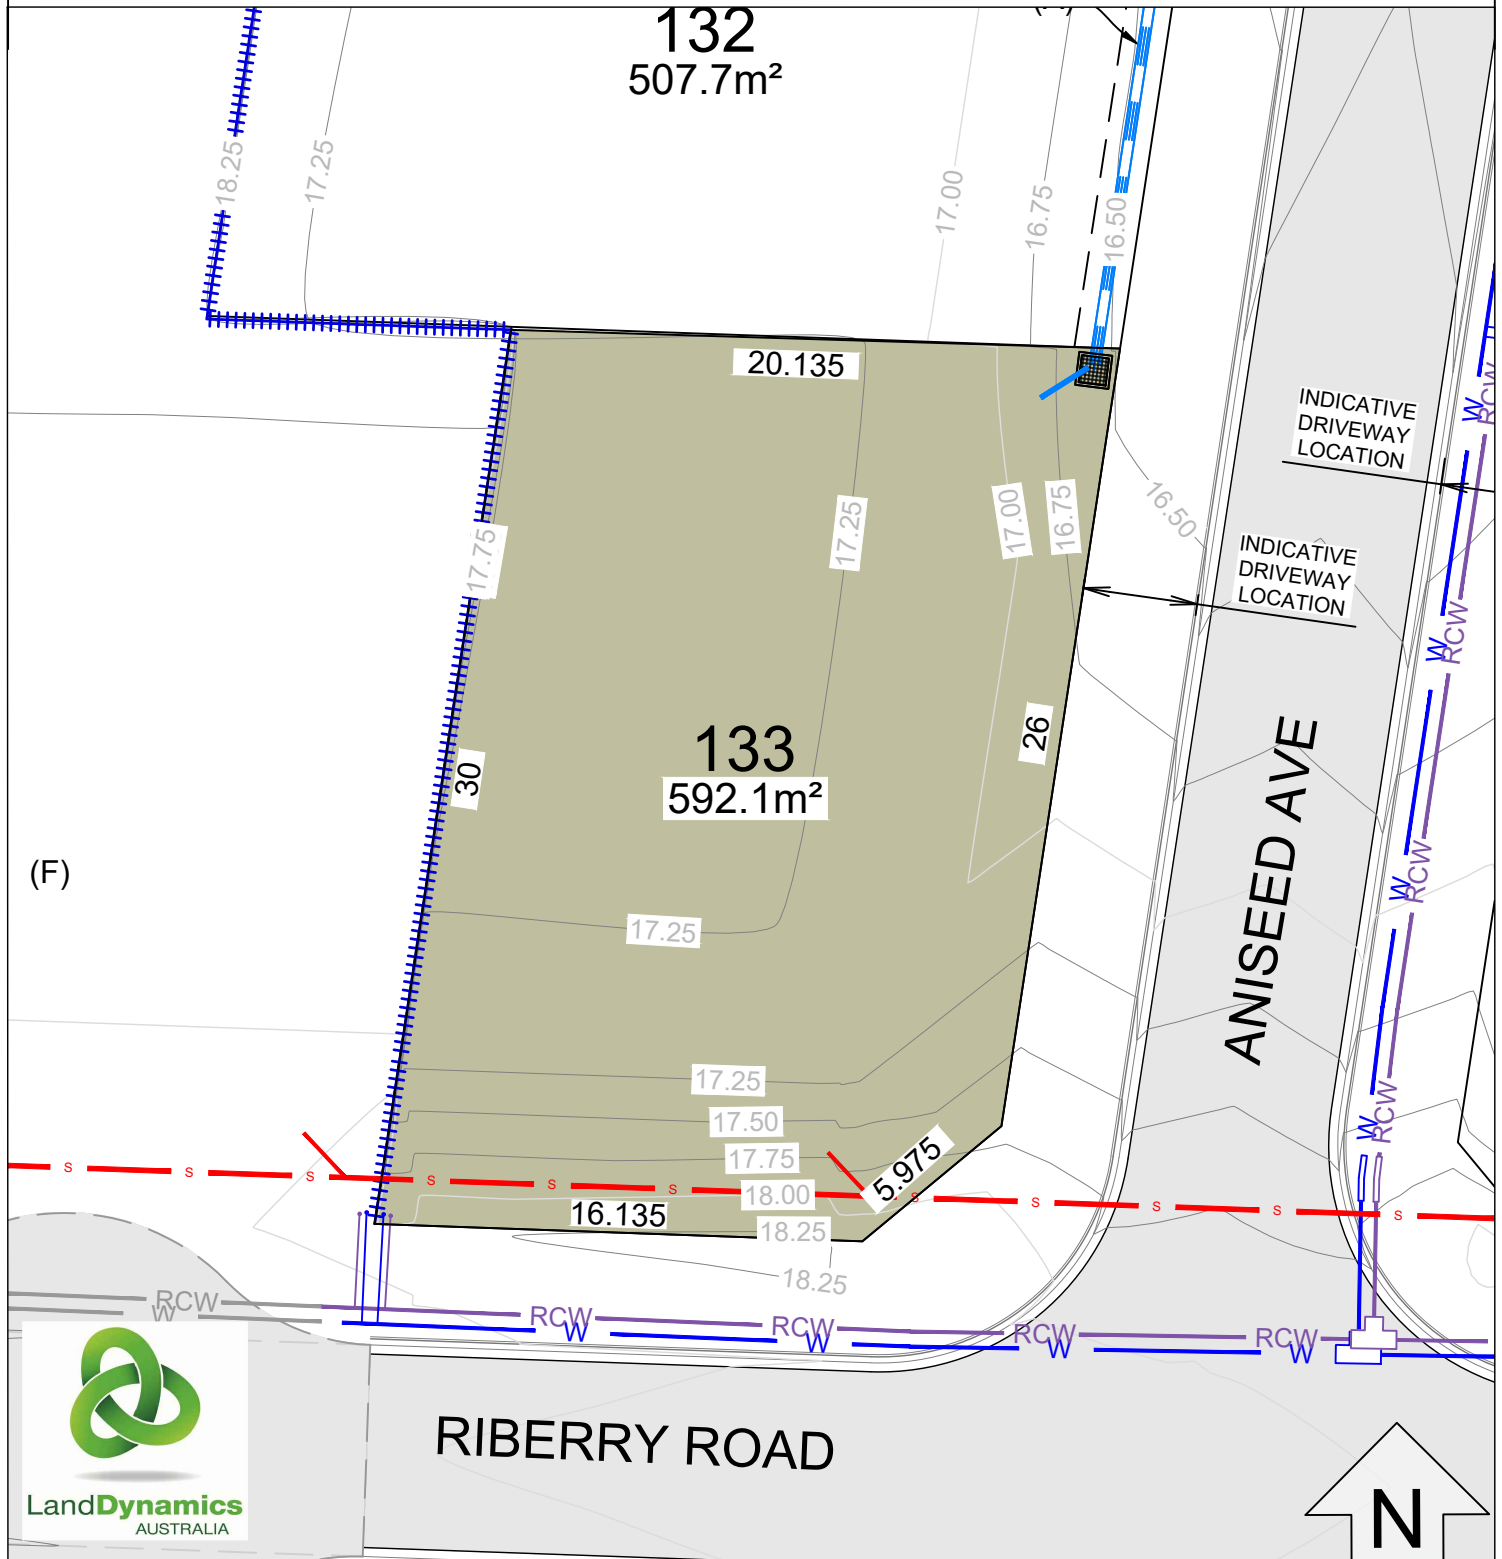 132
507.7m²
18.25
17.25
17.00
16.75
16.50
20.135
INDICATIVE
DRIVEWAY
LOCATION
W
RCW
17.75
17.25
17.00
16.75
16.50
INDICATIVE
DRIVEWAY
LOCATION
W
RCW
133
592.1m²
30
26
ANISEED AVE
(F)
W
RCW
17.25
17.25
17.50
17.75
18.00
18.25
18.25
16.135
5.975
W
RCW
S S S S S S S S S S S S
RCW
W
RCW
W
RCW
W
RCW
W
RCW
W
RIBERRY ROAD
LandDynamics
AUSTRALIA
N